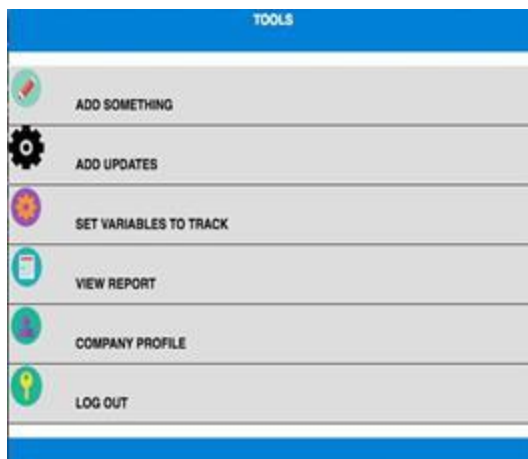 TOOLS
ADD SOMETHING
ADD UPDATES
SET VARIABLES TO TRACK
VIEW REPORT
COMPANY PROFILE
LOG OUT